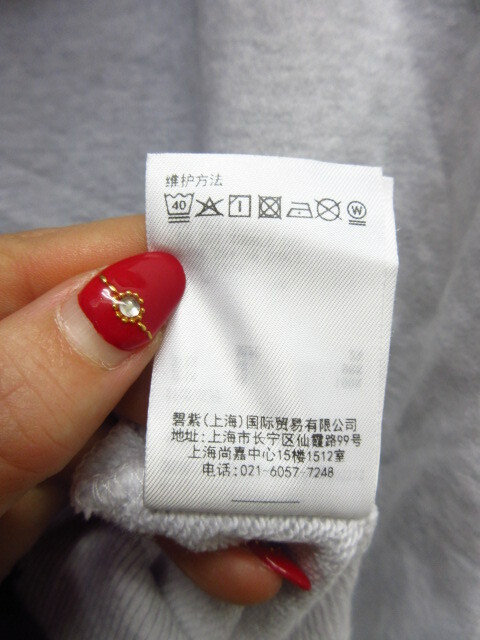 维护方法
40 W
碧紫(上海)国际贸易有限公司
地址:上海市长宁区仙霞路99号
上海尚嘉中心15楼1512室
电话:021-6057-7248